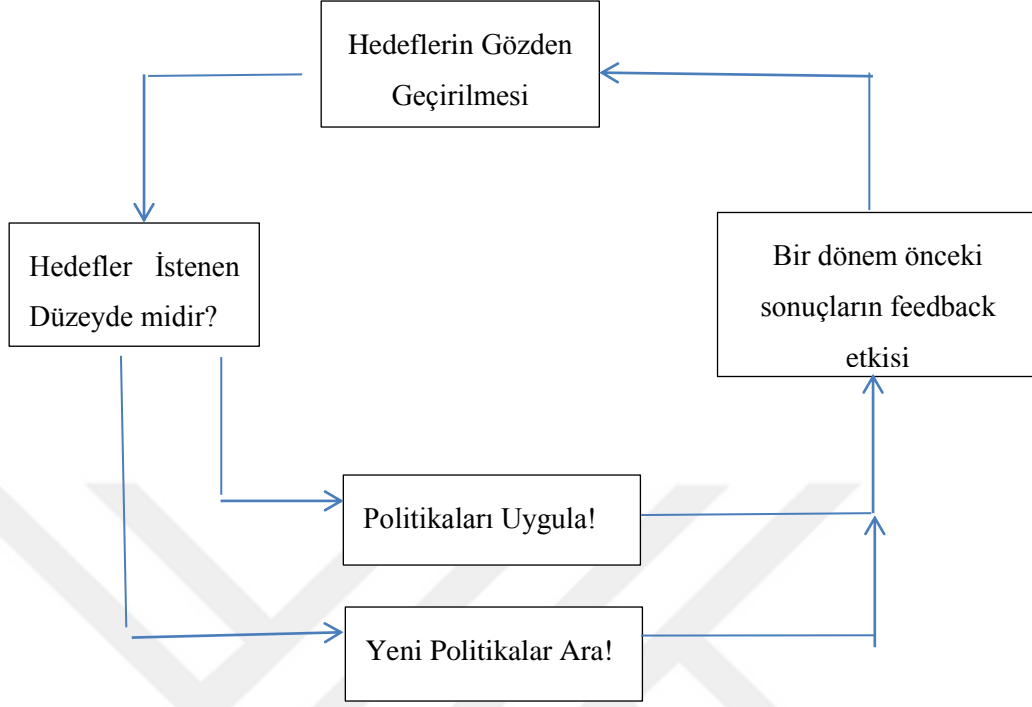 Hedeflerin Gözden
Geçirilmesi
Hedefler İstenen
Düzeyde midir?
Bir dönem önceki
sonuçların feedback
etkisi
Politikaları Uygula!
Yeni Politikalar Ara!